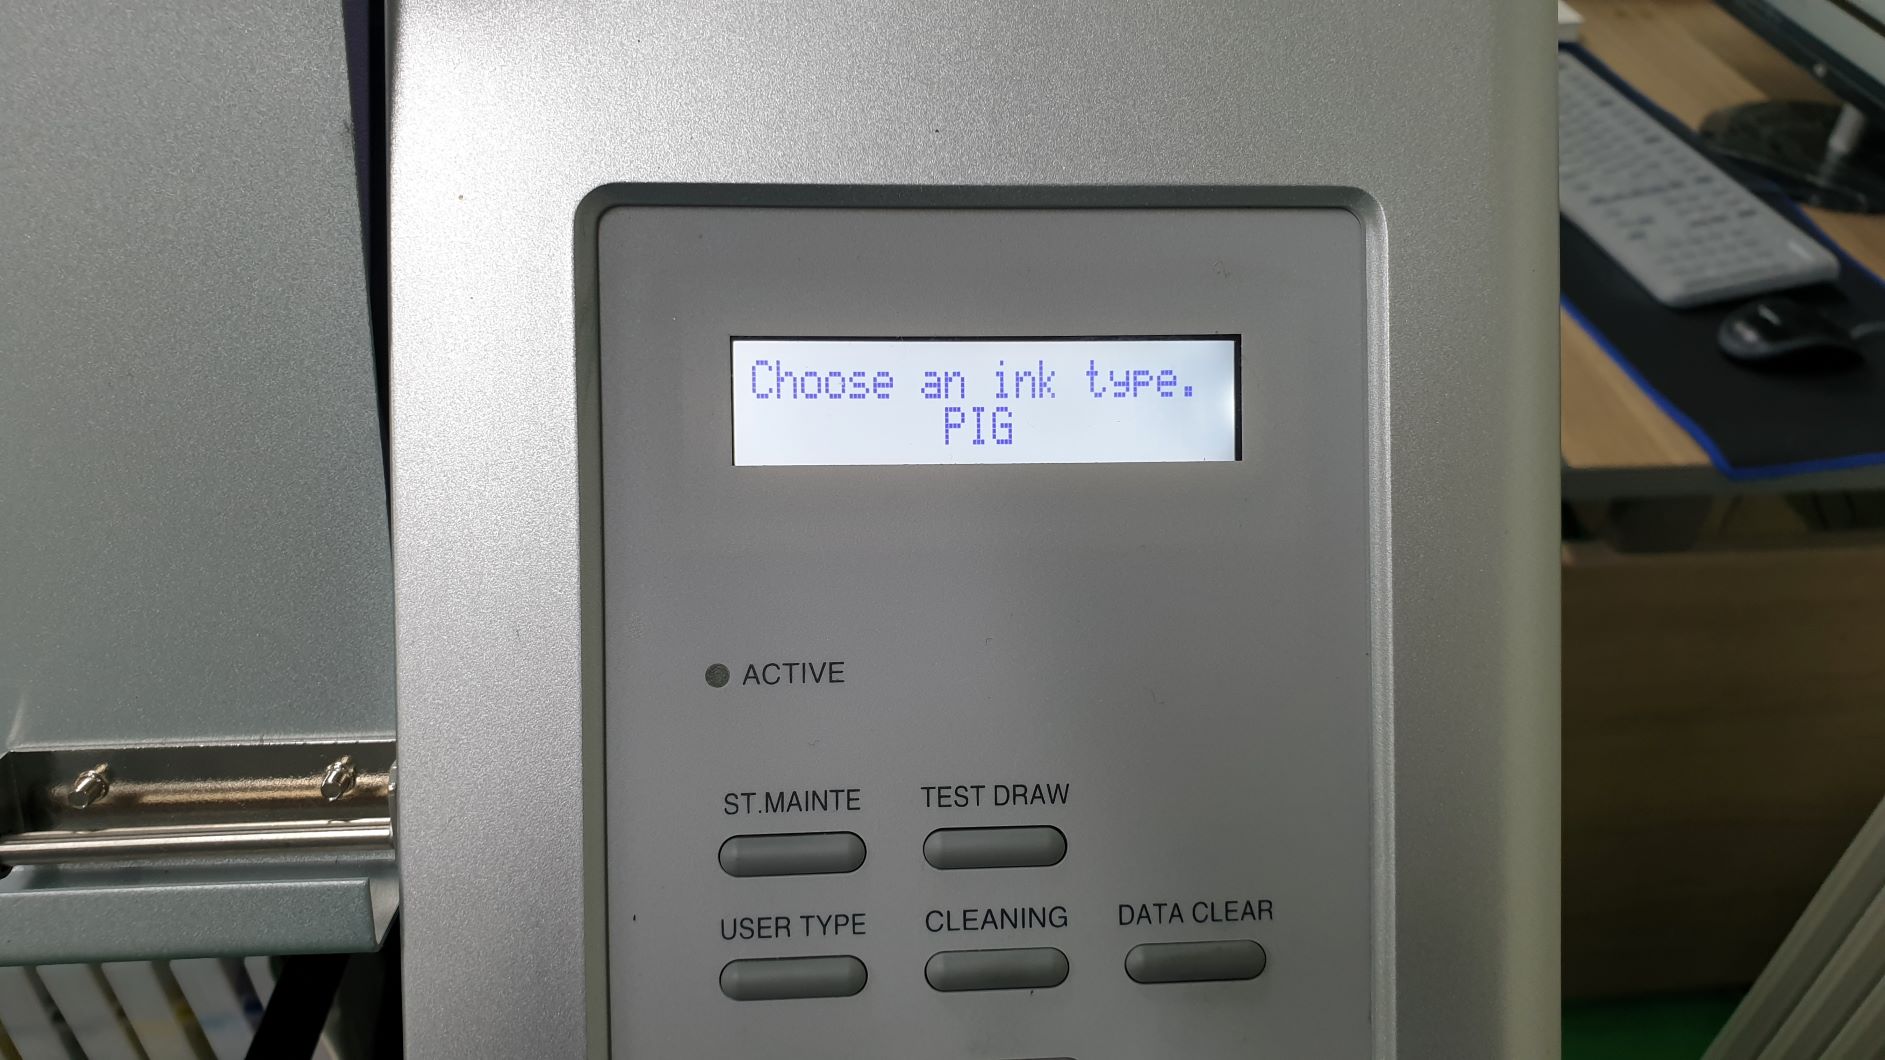 Choose an ink type.
PIG
ACTIVE
ST.MAINTE
TEST DRAW
USER TYPE
CLEANING
DATA CLEAR